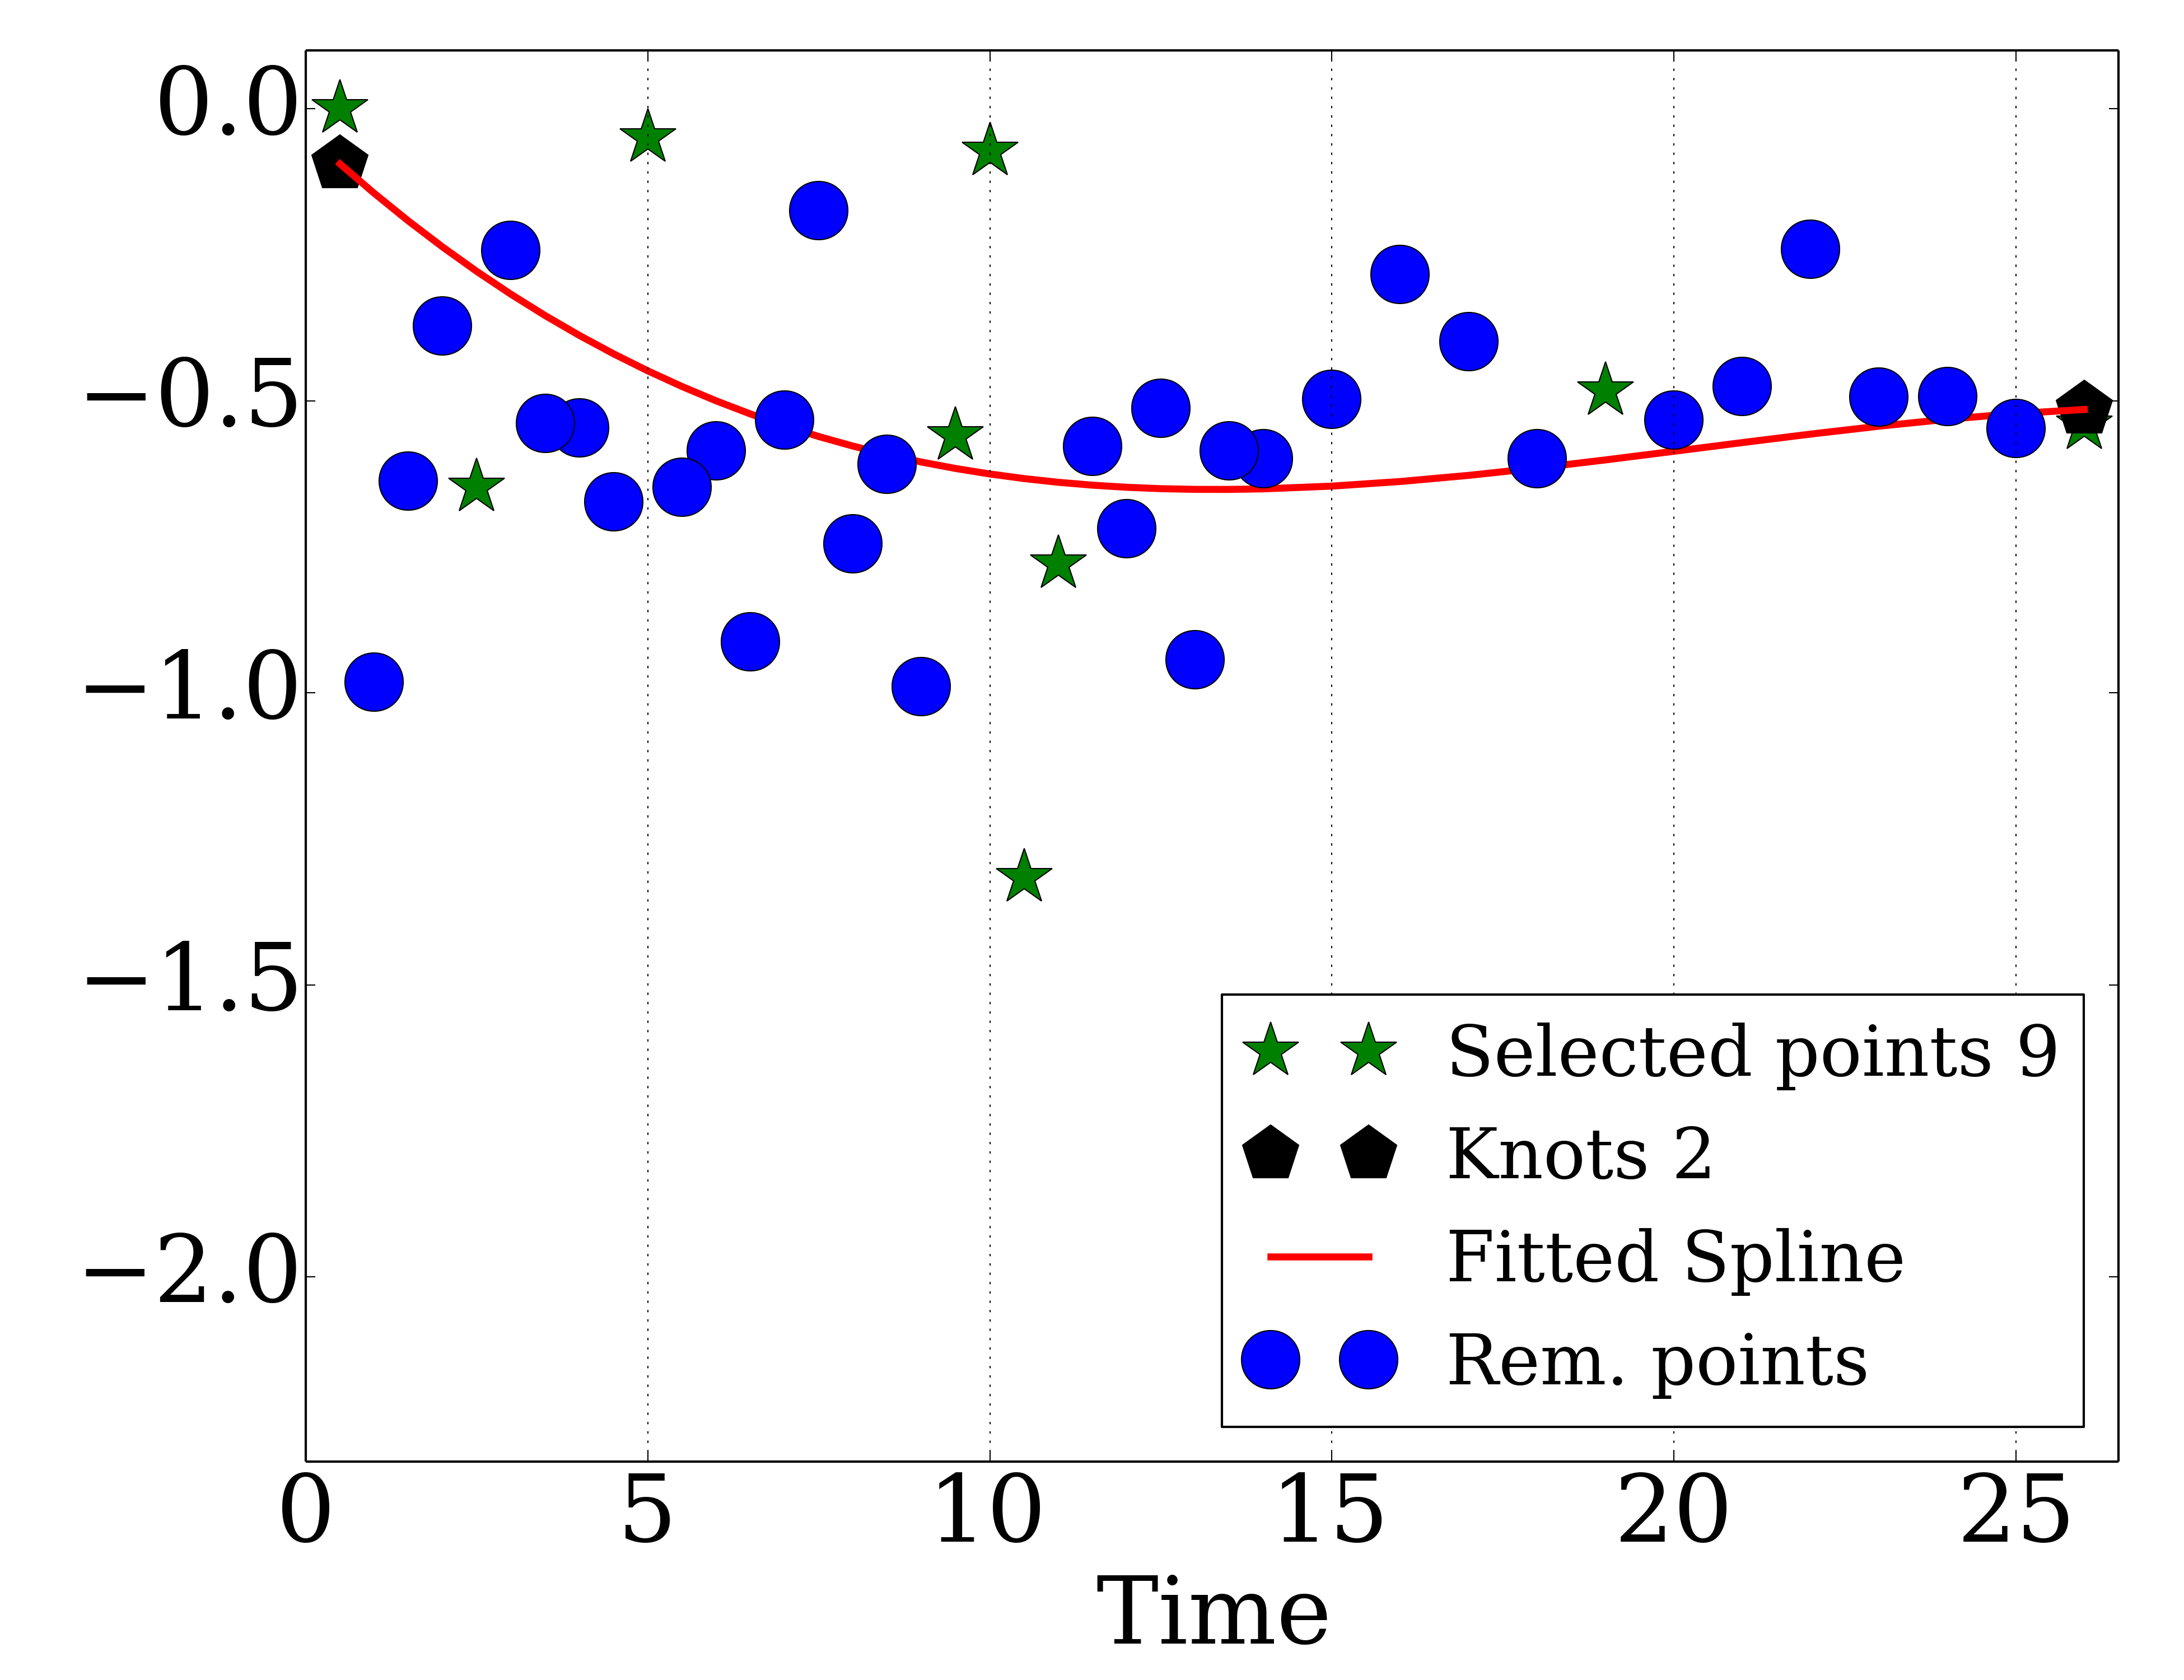 0.0
−0.5
−1.0
−1.5
−2.0
Selected points 9
Knots 2
Fitted Spline
Rem. points
0 5 10 15 20 25
Time